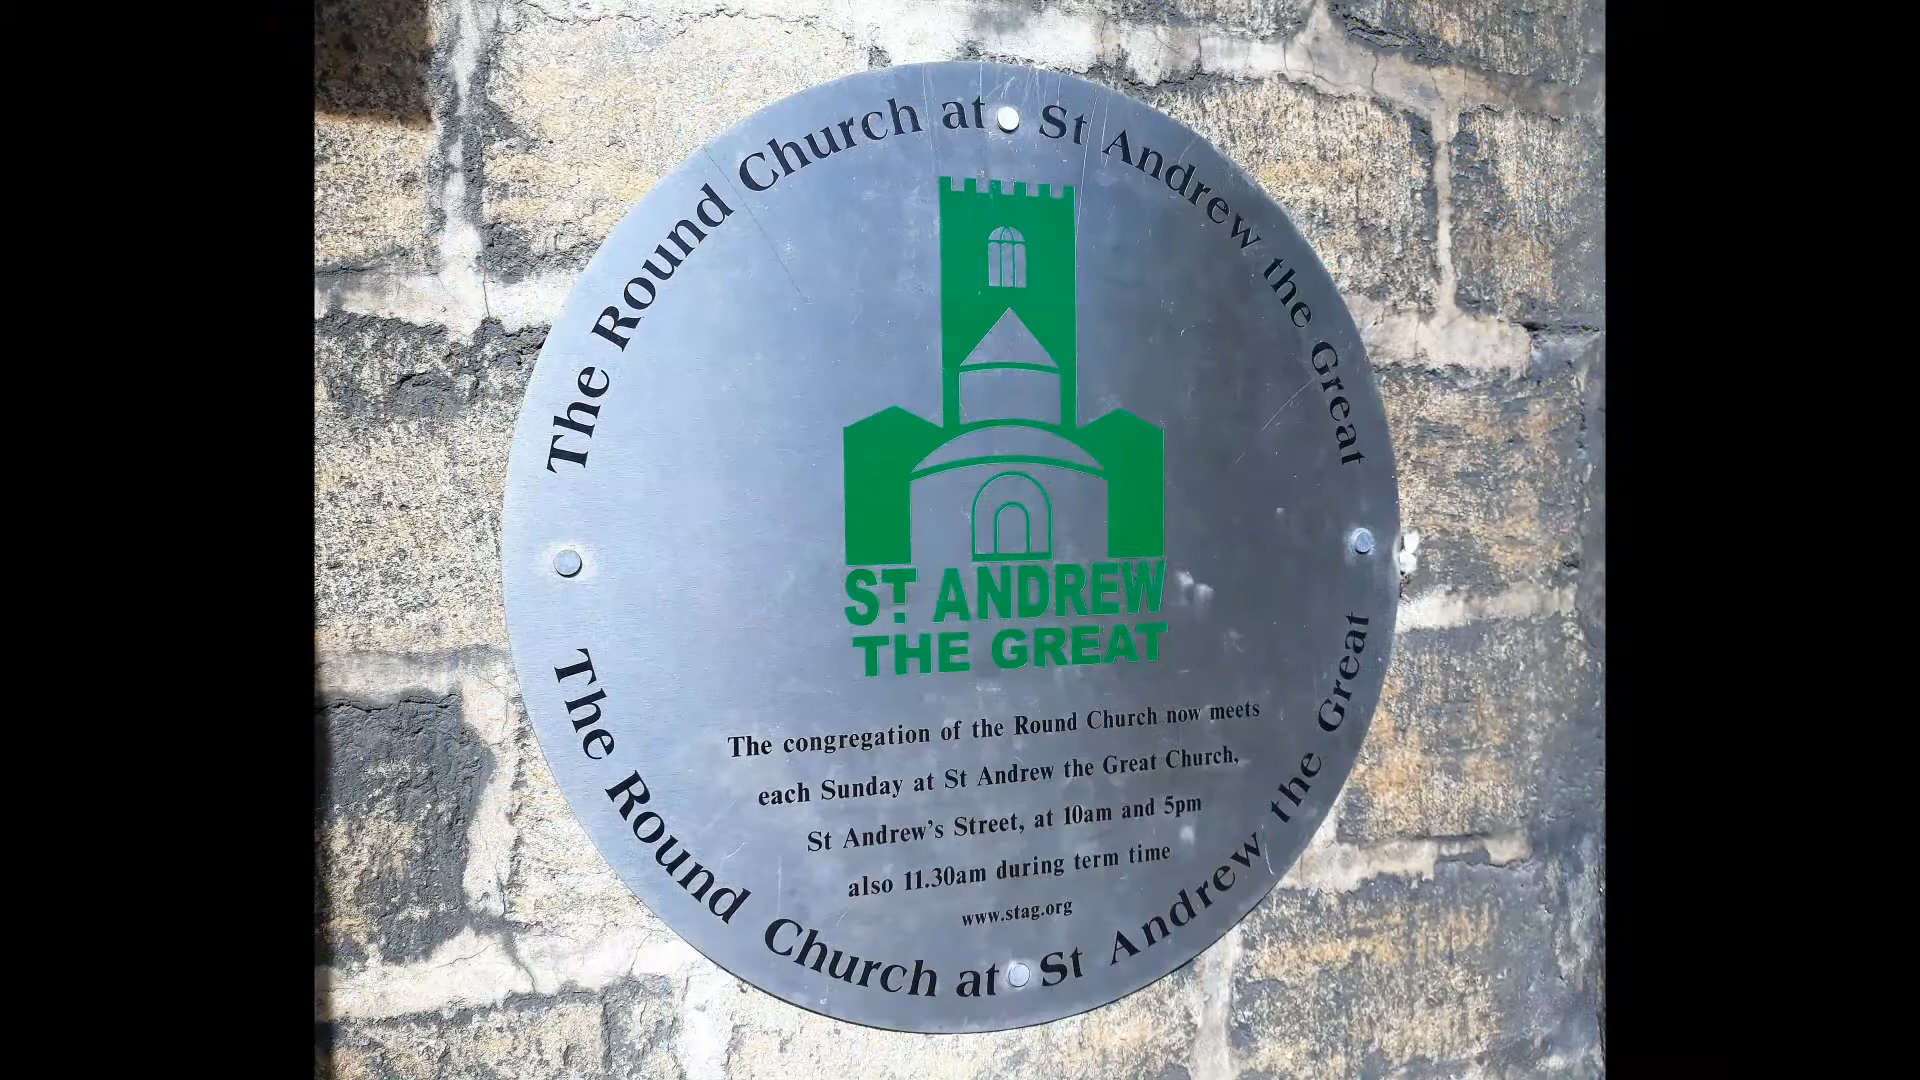 The Round Church at St Andrew the Great
ST ANDREW
THE GREAT
The congregation of the Round Church now meets
each Sunday at St Andrew the Great Church,
St Andrew's Street, at 10am and 5pm
also 11.30am during term time
www.stag.org
The Round Church at St Andrew the Great